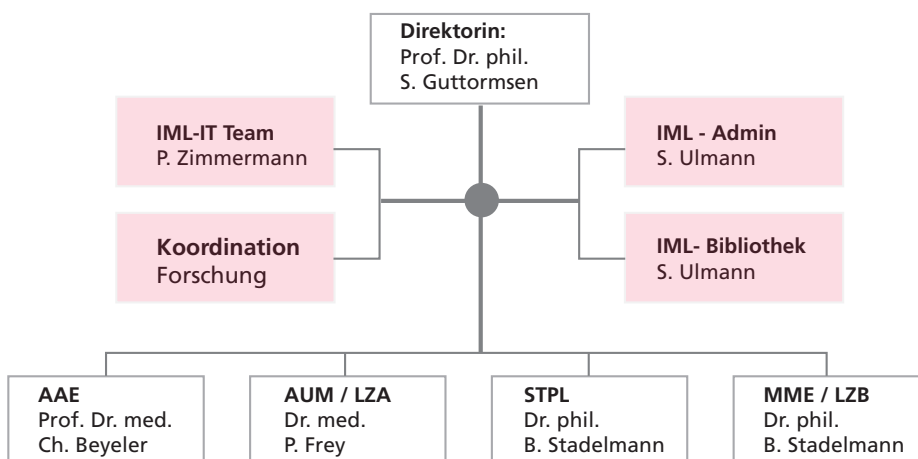 Direktorin:
Prof. Dr. phil.
S. Guttormsen
IML-IT Team
P. Zimmermann
IML - Admin
S. Ulmann
Koordination
Forschung
IML- Bibliothek
S. Ulmann
AAE
Prof. Dr. med.
Ch. Beyeler
AUM / LZA
Dr. med.
P. Frey
STPL
Dr. phil.
B. Stadelmann
MME / LZB
Dr. phil.
B. Stadelmann